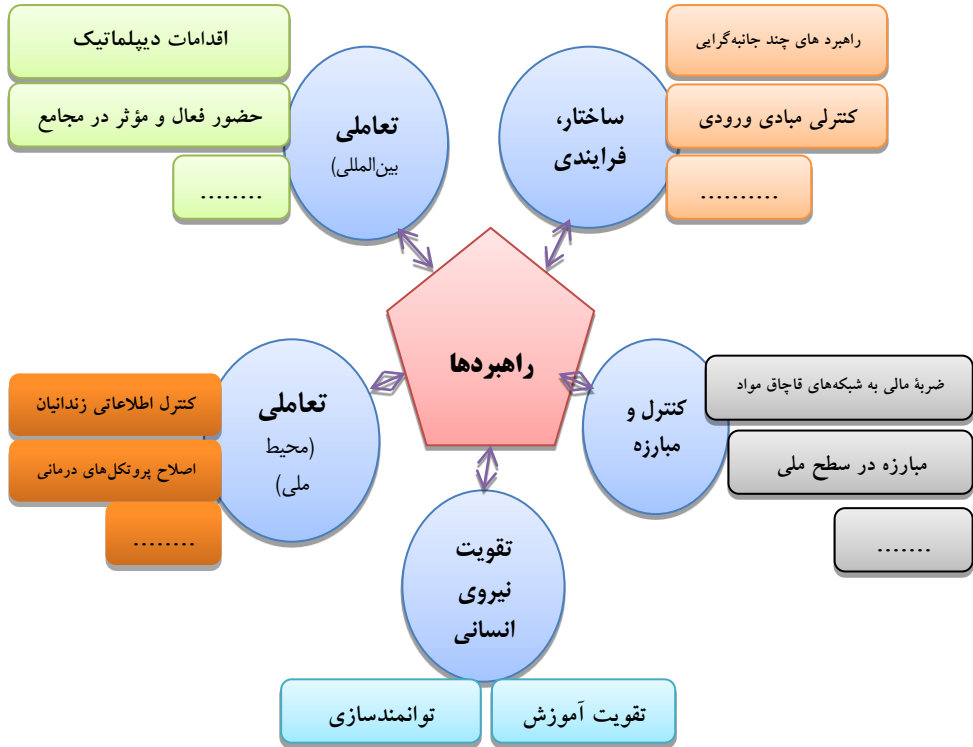 راهبرد های چند جانبه‌گرایی
کنترلی مبادی ورودی
..........
ساختار،
فرایندی
اقدامات دیپلماتیک
حضور فعال و مؤثر در مجامع
........
تعاملی
بین‌المللی)
راهبردها
ضربهٔ مالی به شبکه‌های قاچاق مواد
مبارزه در سطح ملی
.......
کنترل و
مبارزه
تعاملی
(محیط
ملی)
کنترل اطلاعاتی زندانیان
اصلاح پروتکل‌های درمانی
........
تقویت
نیروی
انسانی
تقویت آموزش
توانمندسازی